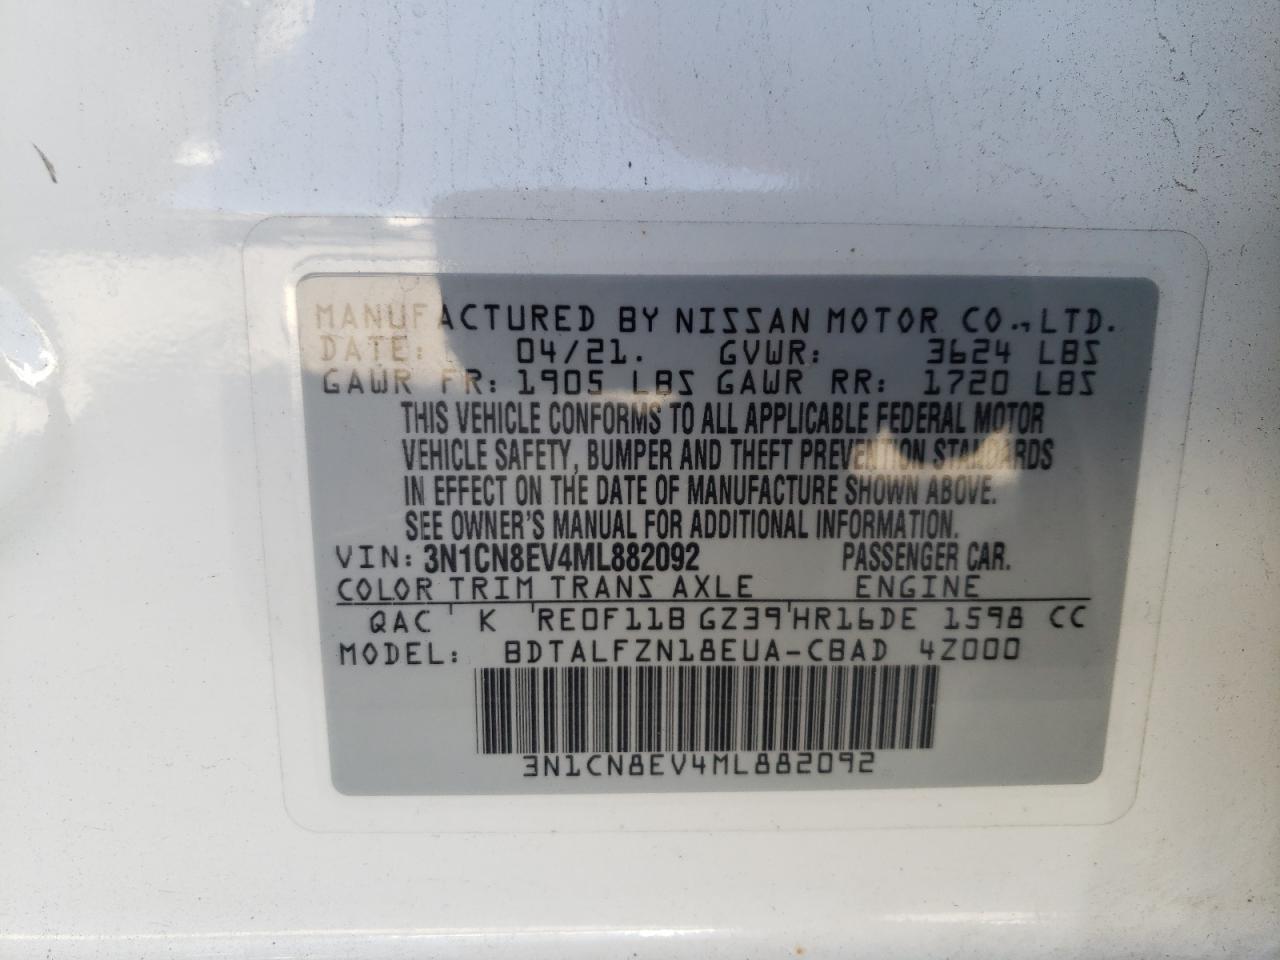 MANUFACTURED BY NISSAN MOTOR CO., LTD.
DATE: 04/21. GVWR: 3624 LBS
GAWR FR: 1905 LBS GAWR RR: 1720 LBS
THIS VEHICLE CONFORMS TO ALL APPLICABLE FEDERAL MOTOR
VEHICLE SAFETY, BUMPER AND THEFT PREVENTION STANDARDS
IN EFFECT ON THE DATE OF MANUFACTURE SHOWN ABOVE.
SEE OWNER'S MANUAL FOR ADDITIONAL INFORMATION.
VIN: 3N1CN8EV4ML882092 PASSENGER CAR.
COLOR TRIM TRANS AXLE ENGINE
QAC ' K 'RE0F11B GZ39'HR16DE 1598 CC
MODEL: BDTALFZN18EUA-CBAD 4Z000
3N1CN8EV4ML882092